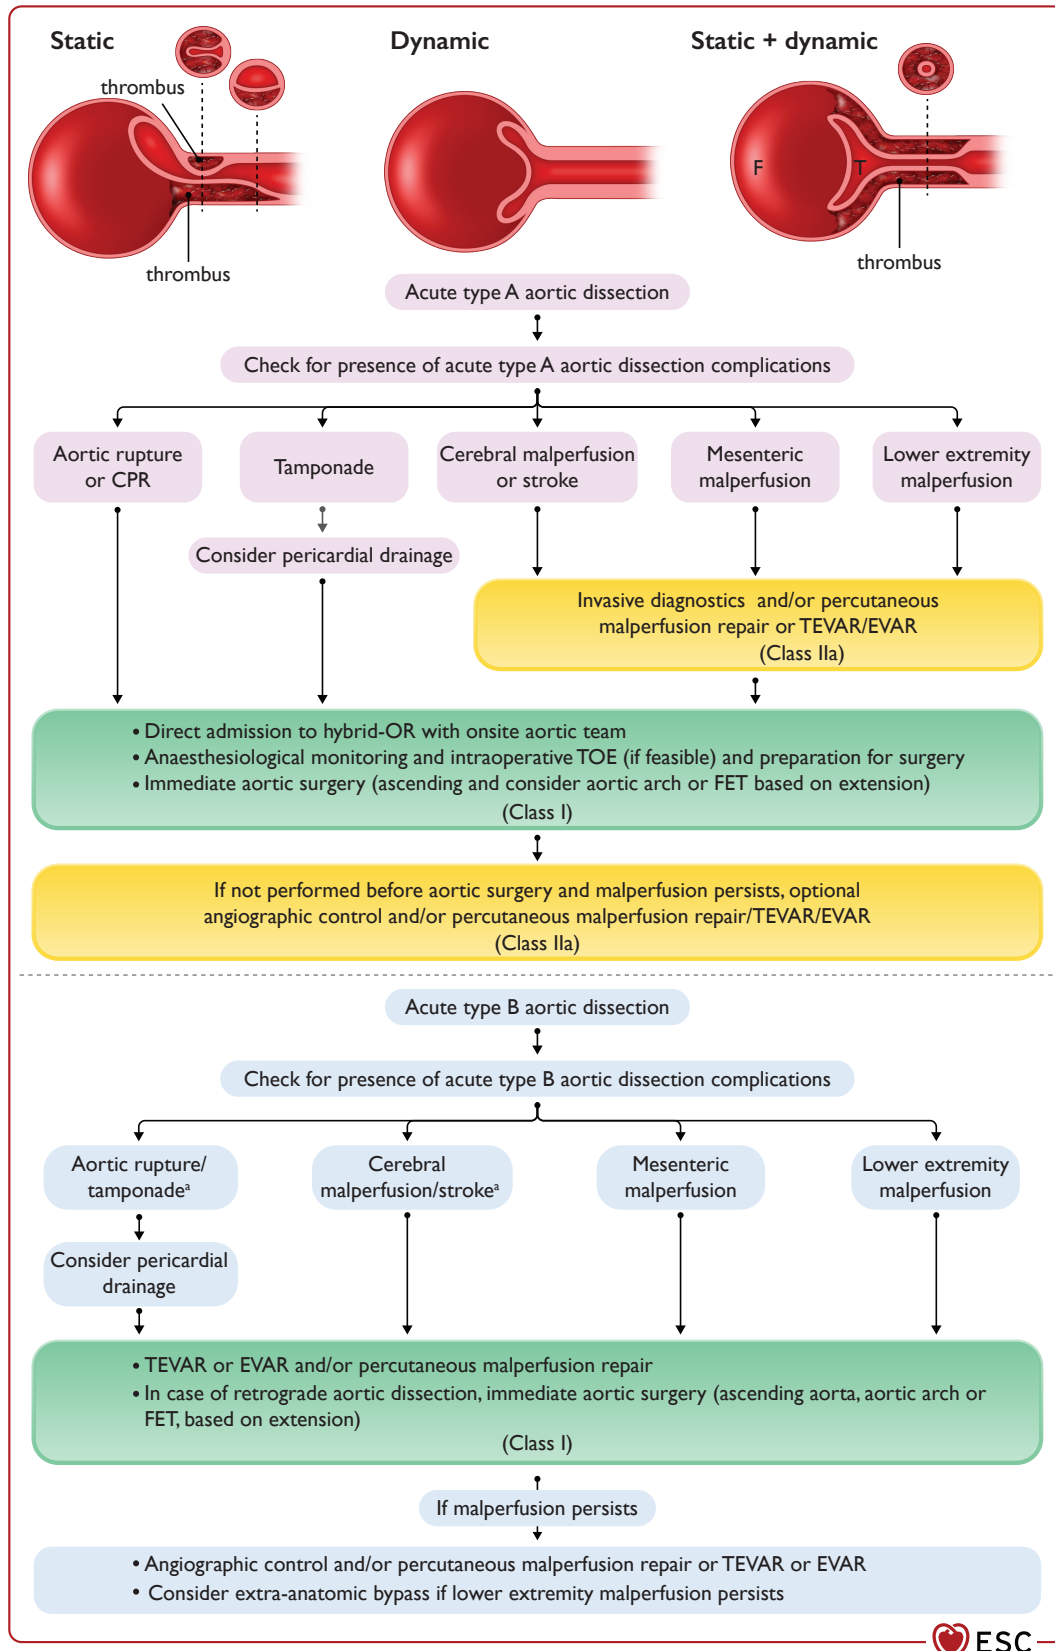 Static
Dynamic
Static + dynamic
thrombus
F
T
thrombus
thrombus
Acute type A aortic dissection
Check for presence of acute type A aortic dissection complications
Aortic rupture
or CPR
Tamponade
Cerebral malperfusion
or stroke
Mesenteric
malperfusion
Lower extremity
malperfusion
Consider pericardial drainage
Invasive diagnostics and/or percutaneous
malperfusion repair or TEVAR/EVAR
(Class IIa)
• Direct admission to hybrid-OR with onsite aortic team
• Anaesthesiological monitoring and intraoperative TOE (if feasible) and preparation for surgery
• Immediate aortic surgery (ascending and consider aortic arch or FET based on extension)
(Class I)
If not performed before aortic surgery and malperfusion persists, optional
angiographic control and/or percutaneous malperfusion repair/TEVAR/EVAR
(Class IIa)
Acute type B aortic dissection
Check for presence of acute type B aortic dissection complications
Aortic rupture/
tamponadeᵃ
Cerebral
malperfusion/strokeᵃ
Mesenteric
malperfusion
Lower extremity
malperfusion
Consider pericardial
drainage
• TEVAR or EVAR and/or percutaneous malperfusion repair
• In case of retrograde aortic dissection, immediate aortic surgery (ascending aorta, aortic arch or
FET, based on extension)
(Class I)
If malperfusion persists
• Angiographic control and/or percutaneous malperfusion repair or TEVAR or EVAR
• Consider extra-anatomic bypass if lower extremity malperfusion persists
ESC